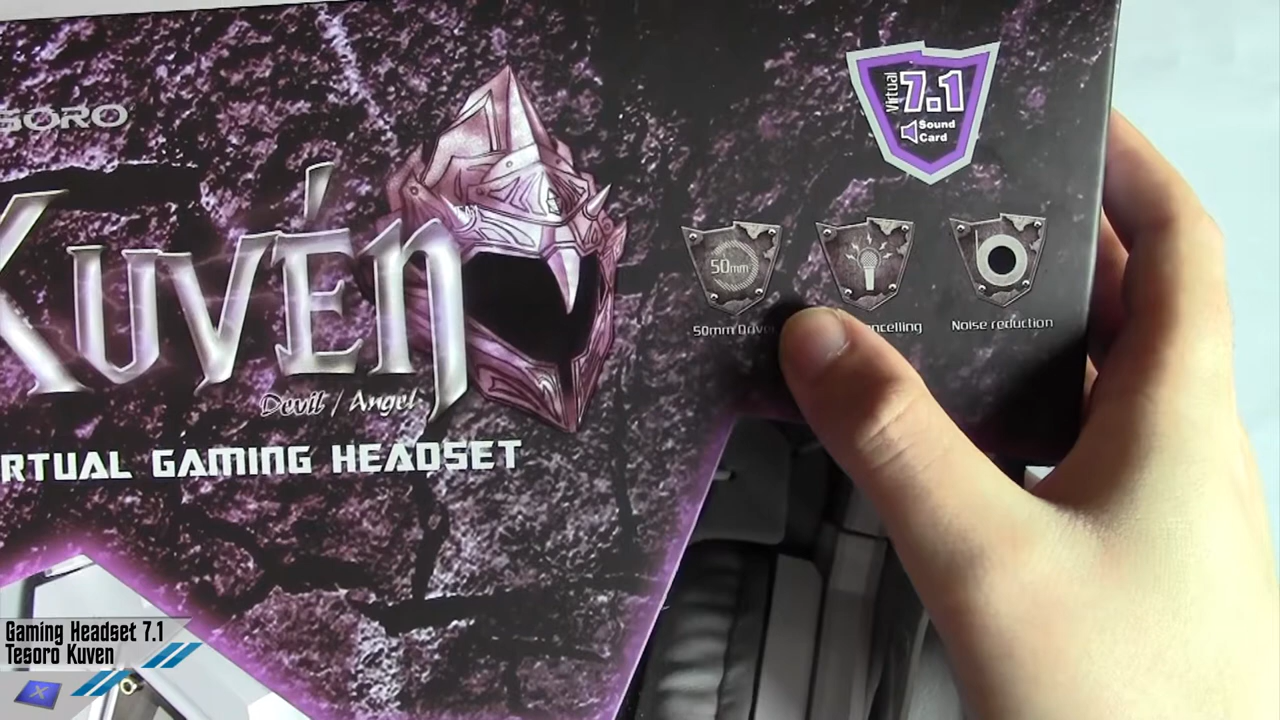 SORO
Kuvén
Devil / Angel
RTUAL GAMING HEADSET
Virtual
7.1
Sound
Card
50mm
50mm
Noise reduction
Gaming Headset 7.1
Tesoro Kuven